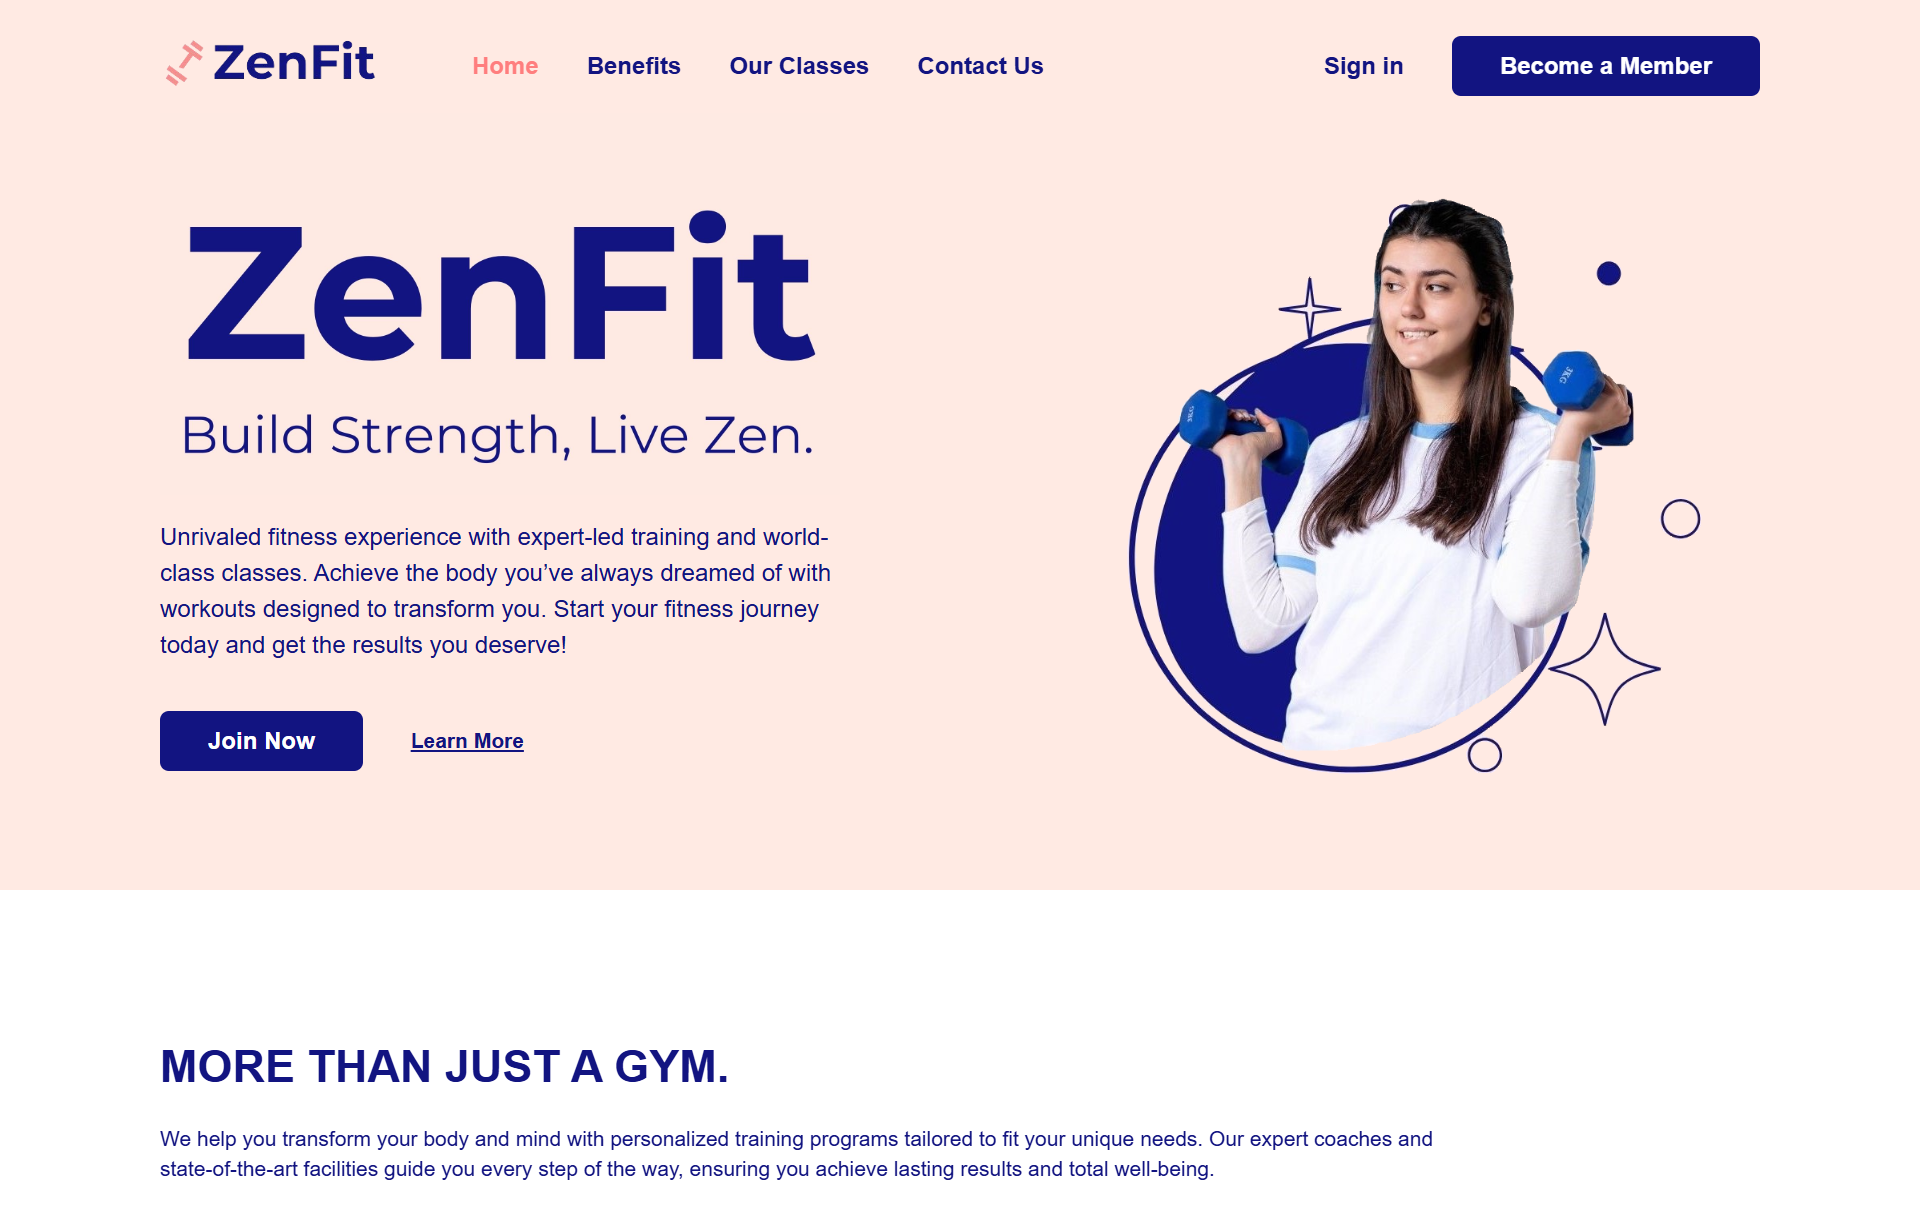 ZenFit
Home
Benefits
Our Classes
Contact Us
Sign in
Become a Member
ZenFit
Build Strength, Live Zen.
Unrivaled fitness experience with expert-led training and world-
class classes. Achieve the body you’ve always dreamed of with
workouts designed to transform you. Start your fitness journey
today and get the results you deserve!
Join Now
Learn More
3KG
MORE THAN JUST A GYM.
We help you transform your body and mind with personalized training programs tailored to fit your unique needs. Our expert coaches and
state-of-the-art facilities guide you every step of the way, ensuring you achieve lasting results and total well-being.